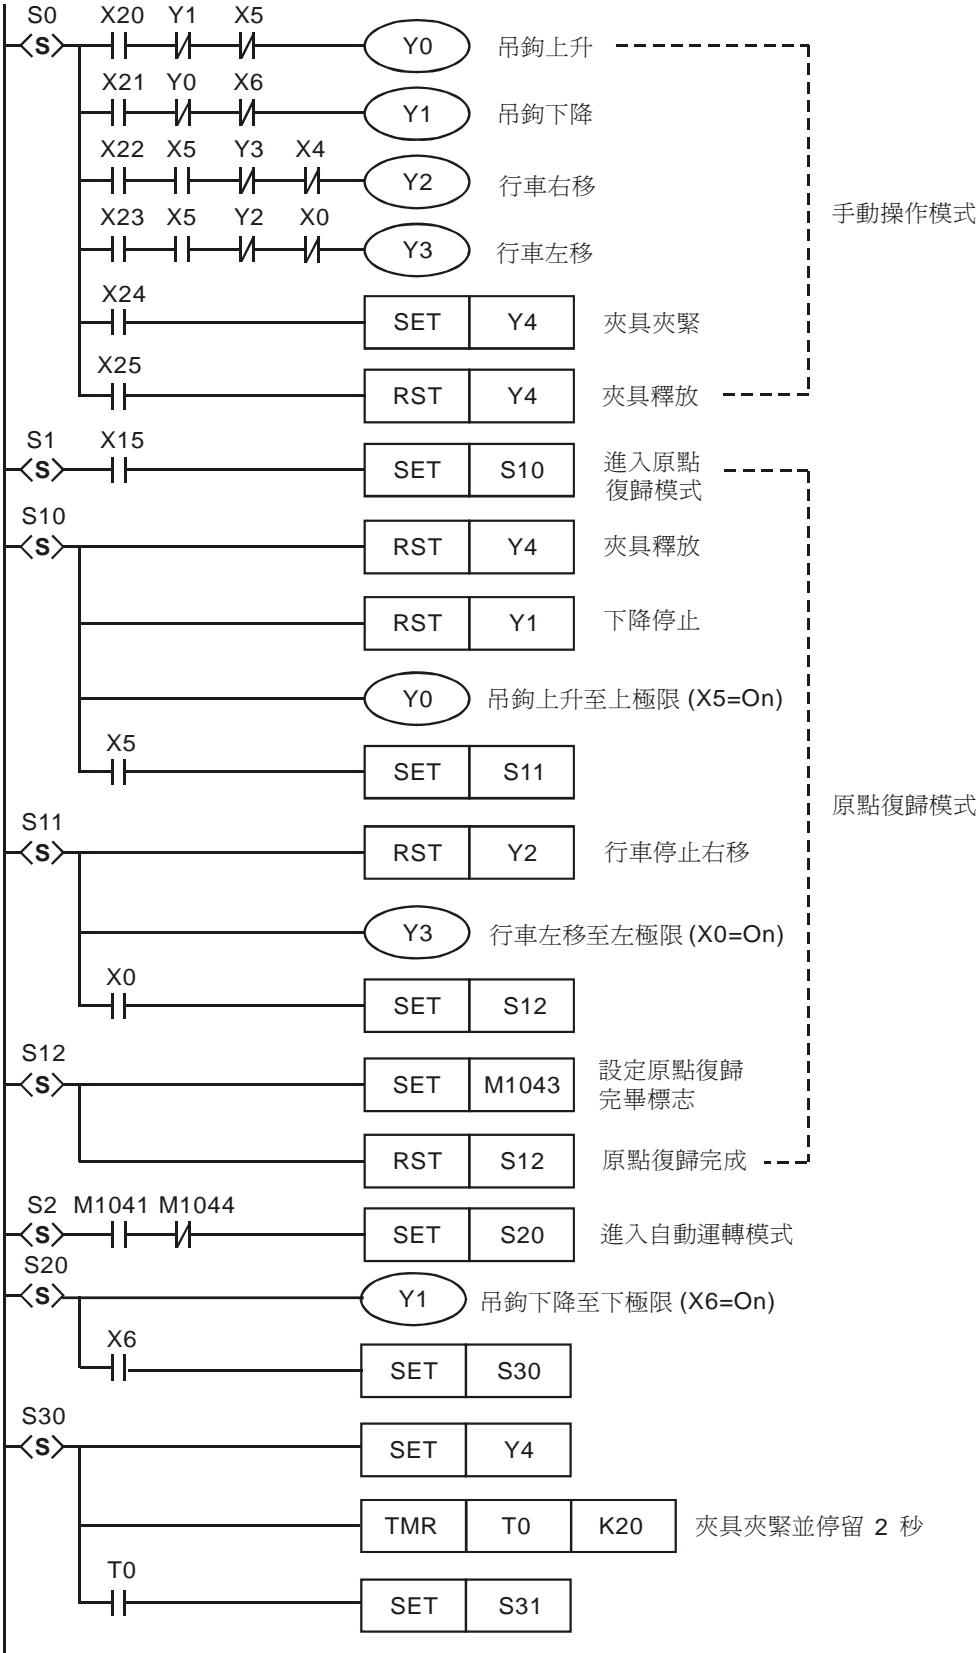 S0 X20 Y1 X5
S Y0 吊鉤上升
X21 Y0 X6
Y1 吊鉤下降
X22 X5 Y3 X4
Y2 行車右移
手動操作模式
X23 X5 Y2 X0
Y3 行車左移
X24
SET Y4 夾具夾緊
X25
RST Y4 夾具釋放
S1 X15
S SET S10 進入原點
復歸模式
S10
S RST Y4 夾具釋放
RST Y1 下降停止
Y0 吊鉤上升至上極限 (X5=On)
X5
SET S11
原點復歸模式
S11
S RST Y2 行車停止右移
Y3 行車左移至左極限 (X0=On)
X0
SET S12
S12
S SET M1043 設定原點復歸
完畢標志
RST S12 原點復歸完成
S2 M1041 M1044
S SET S20 進入自動運轉模式
S20
S Y1 吊鉤下降至下極限 (X6=On)
X6
SET S30
S30
S SET Y4
TMR T0 K20 夾具夾緊並停留 2 秒
T0
SET S31